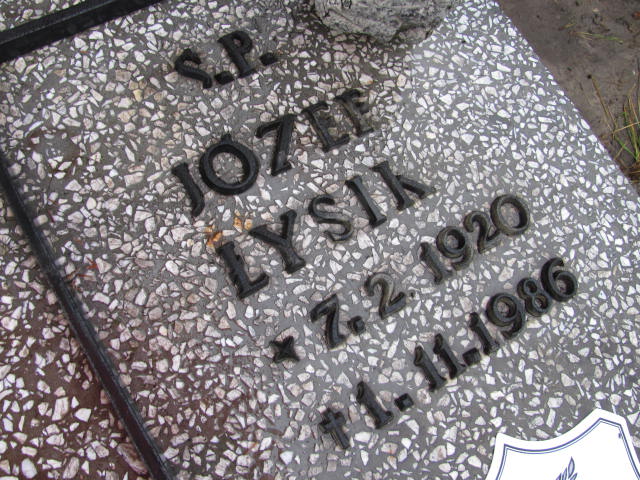 S.P.
JÓZEF
ŁYSIK
* 7.2.1920
✝ 1.11.1986